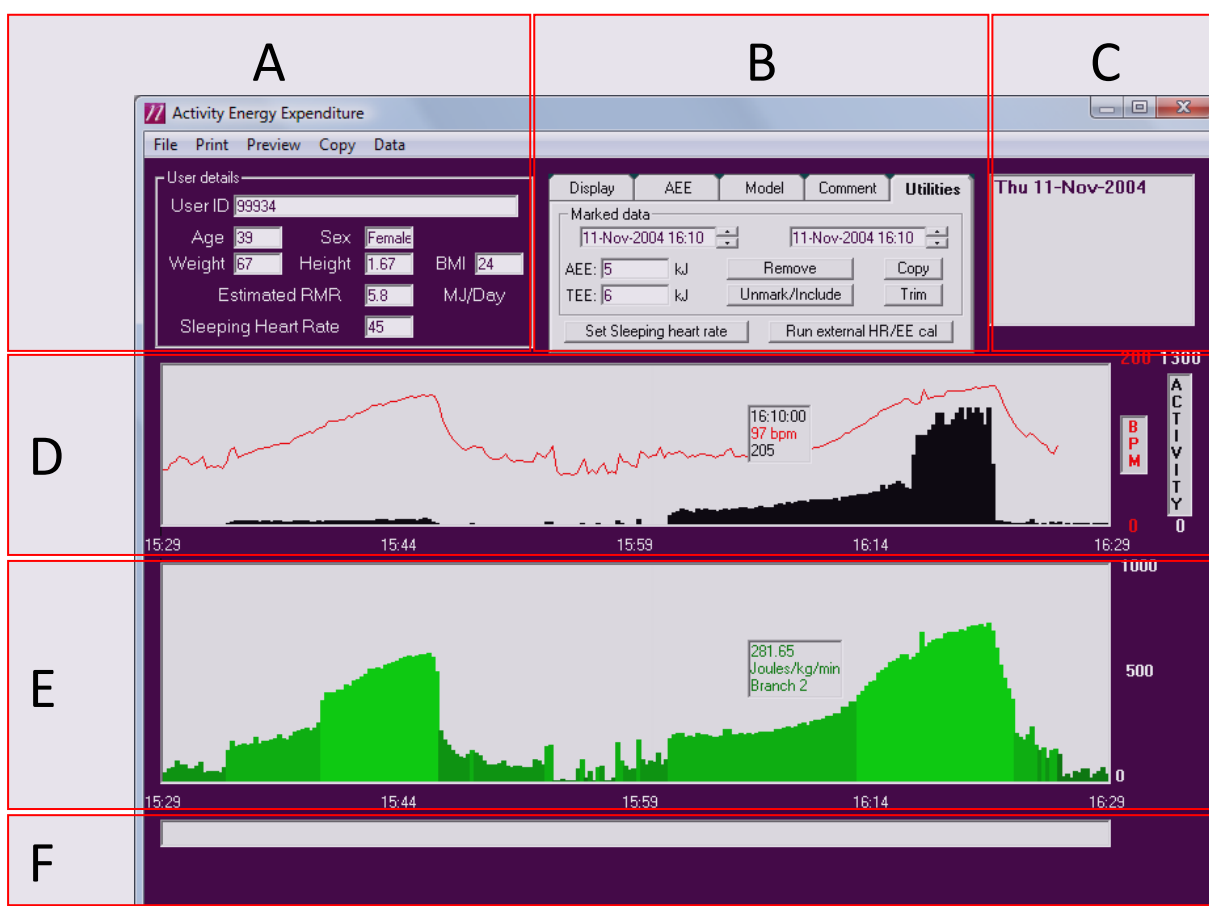 A
B
C
Activity Energy Expenditure
File Print Preview Copy Data
User details
User ID 99934
Age 39 Sex Female
Weight 67 Height 1.67 BMI 24
Estimated RMR 5.8 MJ/Day
Sleeping Heart Rate 45
Display AEE Model Comment Utilities
Marked data
11-Nov-2004 16:10 11-Nov-2004 16:10
AEE: 5 kJ Remove Copy
TEE: 6 kJ Unmark/Include Trim
Set Sleeping heart rate Run external HR/EE cal
Thu 11-Nov-2004
D
200 1300
16:10:00
97 bpm
205
BPM
ACTIVITY
0 0
15:29 15:44 15:59 16:14 16:29
E
1000
281.65
Joules/kg/min
Branch 2
500
0
15:29 15:44 15:59 16:14 16:29
F